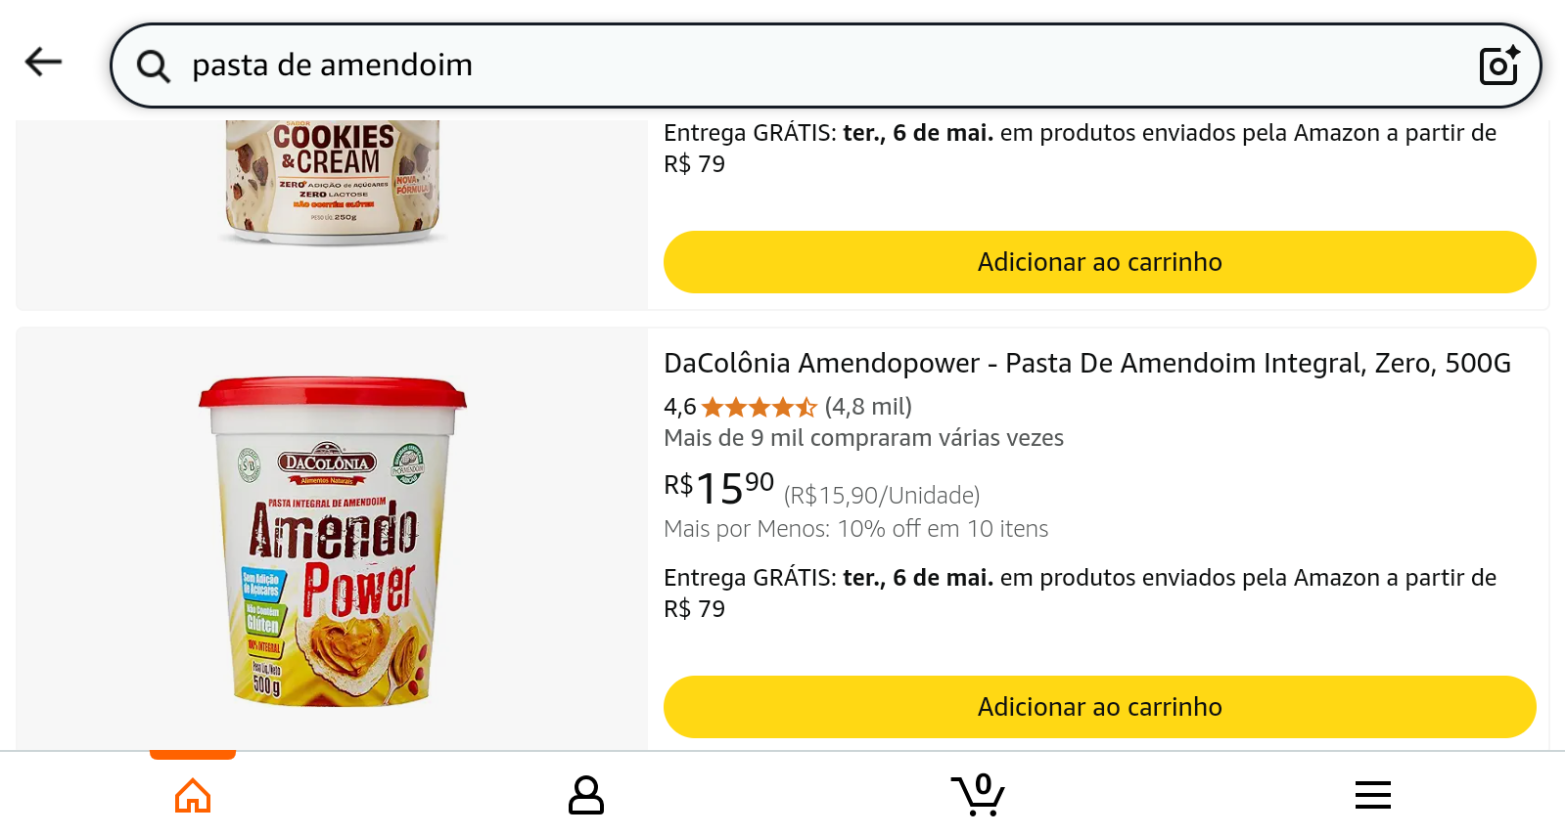 pasta de amendoim
COOKIES
&CREAM
ZERO ADIÇÃO DE AÇÚCARES
ZERO LACTOSE
NÃO CONTÉM GLÚTEN
NOVA
FÓRMULA
PESO LÍQ. 250g
Entrega GRÁTIS: ter., 6 de mai. em produtos enviados pela Amazon a partir de
R$ 79
Adicionar ao carrinho
DACOLÔNIA
Alimentos Naturais
PASTA INTEGRAL DE AMENDOIM
Amendo
Power
Sem Adição
de Açúcares
Não Contém
Glúten
100% INTEGRAL
Peso Líq./Neto
500 g
DaColônia Amendopower - Pasta De Amendoim Integral, Zero, 500G
4,6 (4,8 mil)
Mais de 9 mil compraram várias vezes
R$1590 (R$15,90/Unidade)
Mais por Menos: 10% off em 10 itens
Entrega GRÁTIS: ter., 6 de mai. em produtos enviados pela Amazon a partir de
R$ 79
Adicionar ao carrinho
0